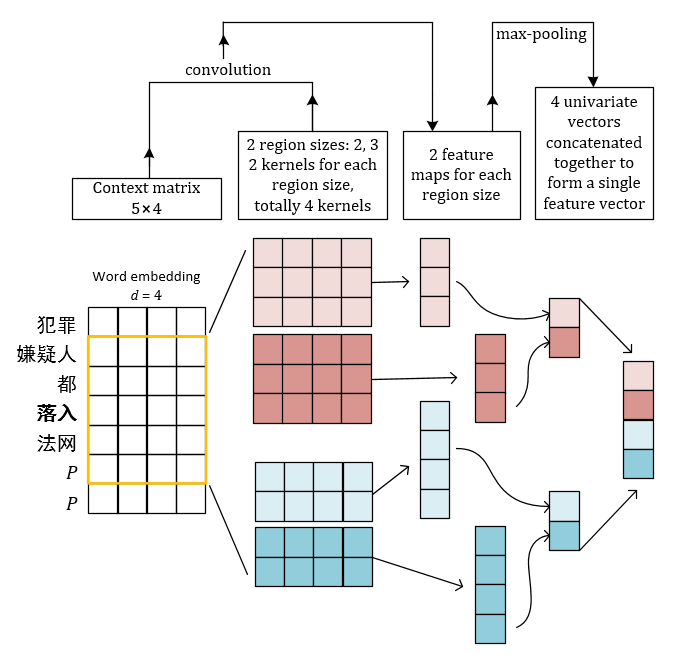 max-pooling
convolution
Context matrix
5×4
2 region sizes: 2, 3
2 kernels for each
region size,
totally 4 kernels
2 feature
maps for each
region size
4 univariate
vectors
concatenated
together to
form a single
feature vector
Word embedding
d = 4
犯罪
嫌疑人
都
落入
法网
P
P